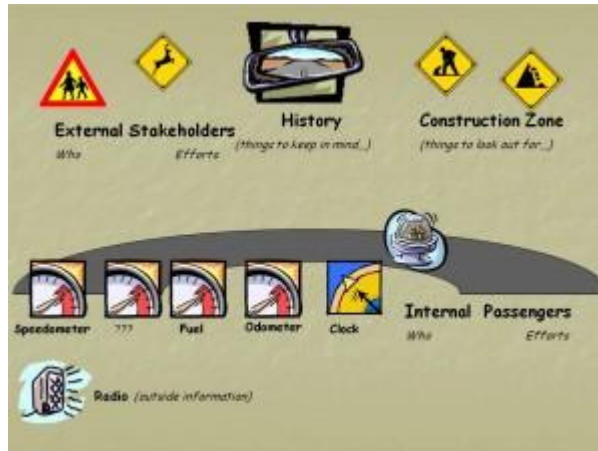 External Stakeholders
Who Efforts
History
(things to keep in mind..)
Construction Zone
(things to look out for...)
Speedometer ??? Fuel Odometer Clock
Internal Passengers
Who Efforts
Radio (outside information)